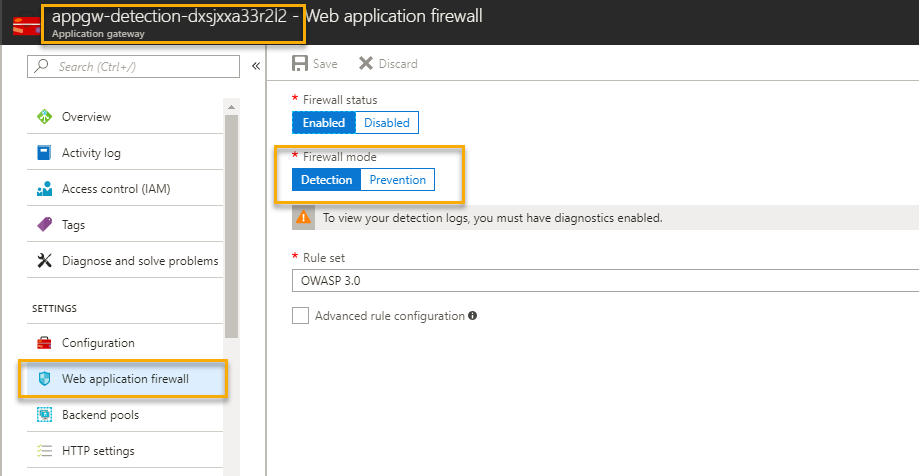 appgw-detection-dxsjxxa33r2l2 - Web application firewall
Application gateway
Search (Ctrl+/)
«
Save
Discard
Overview
Activity log
Access control (IAM)
Tags
Diagnose and solve problems
SETTINGS
Configuration
Web application firewall
Backend pools
HTTP settings
* Firewall status
Enabled Disabled
* Firewall mode
Detection Prevention
To view your detection logs, you must have diagnostics enabled.
* Rule set
OWASP 3.0
Advanced rule configuration